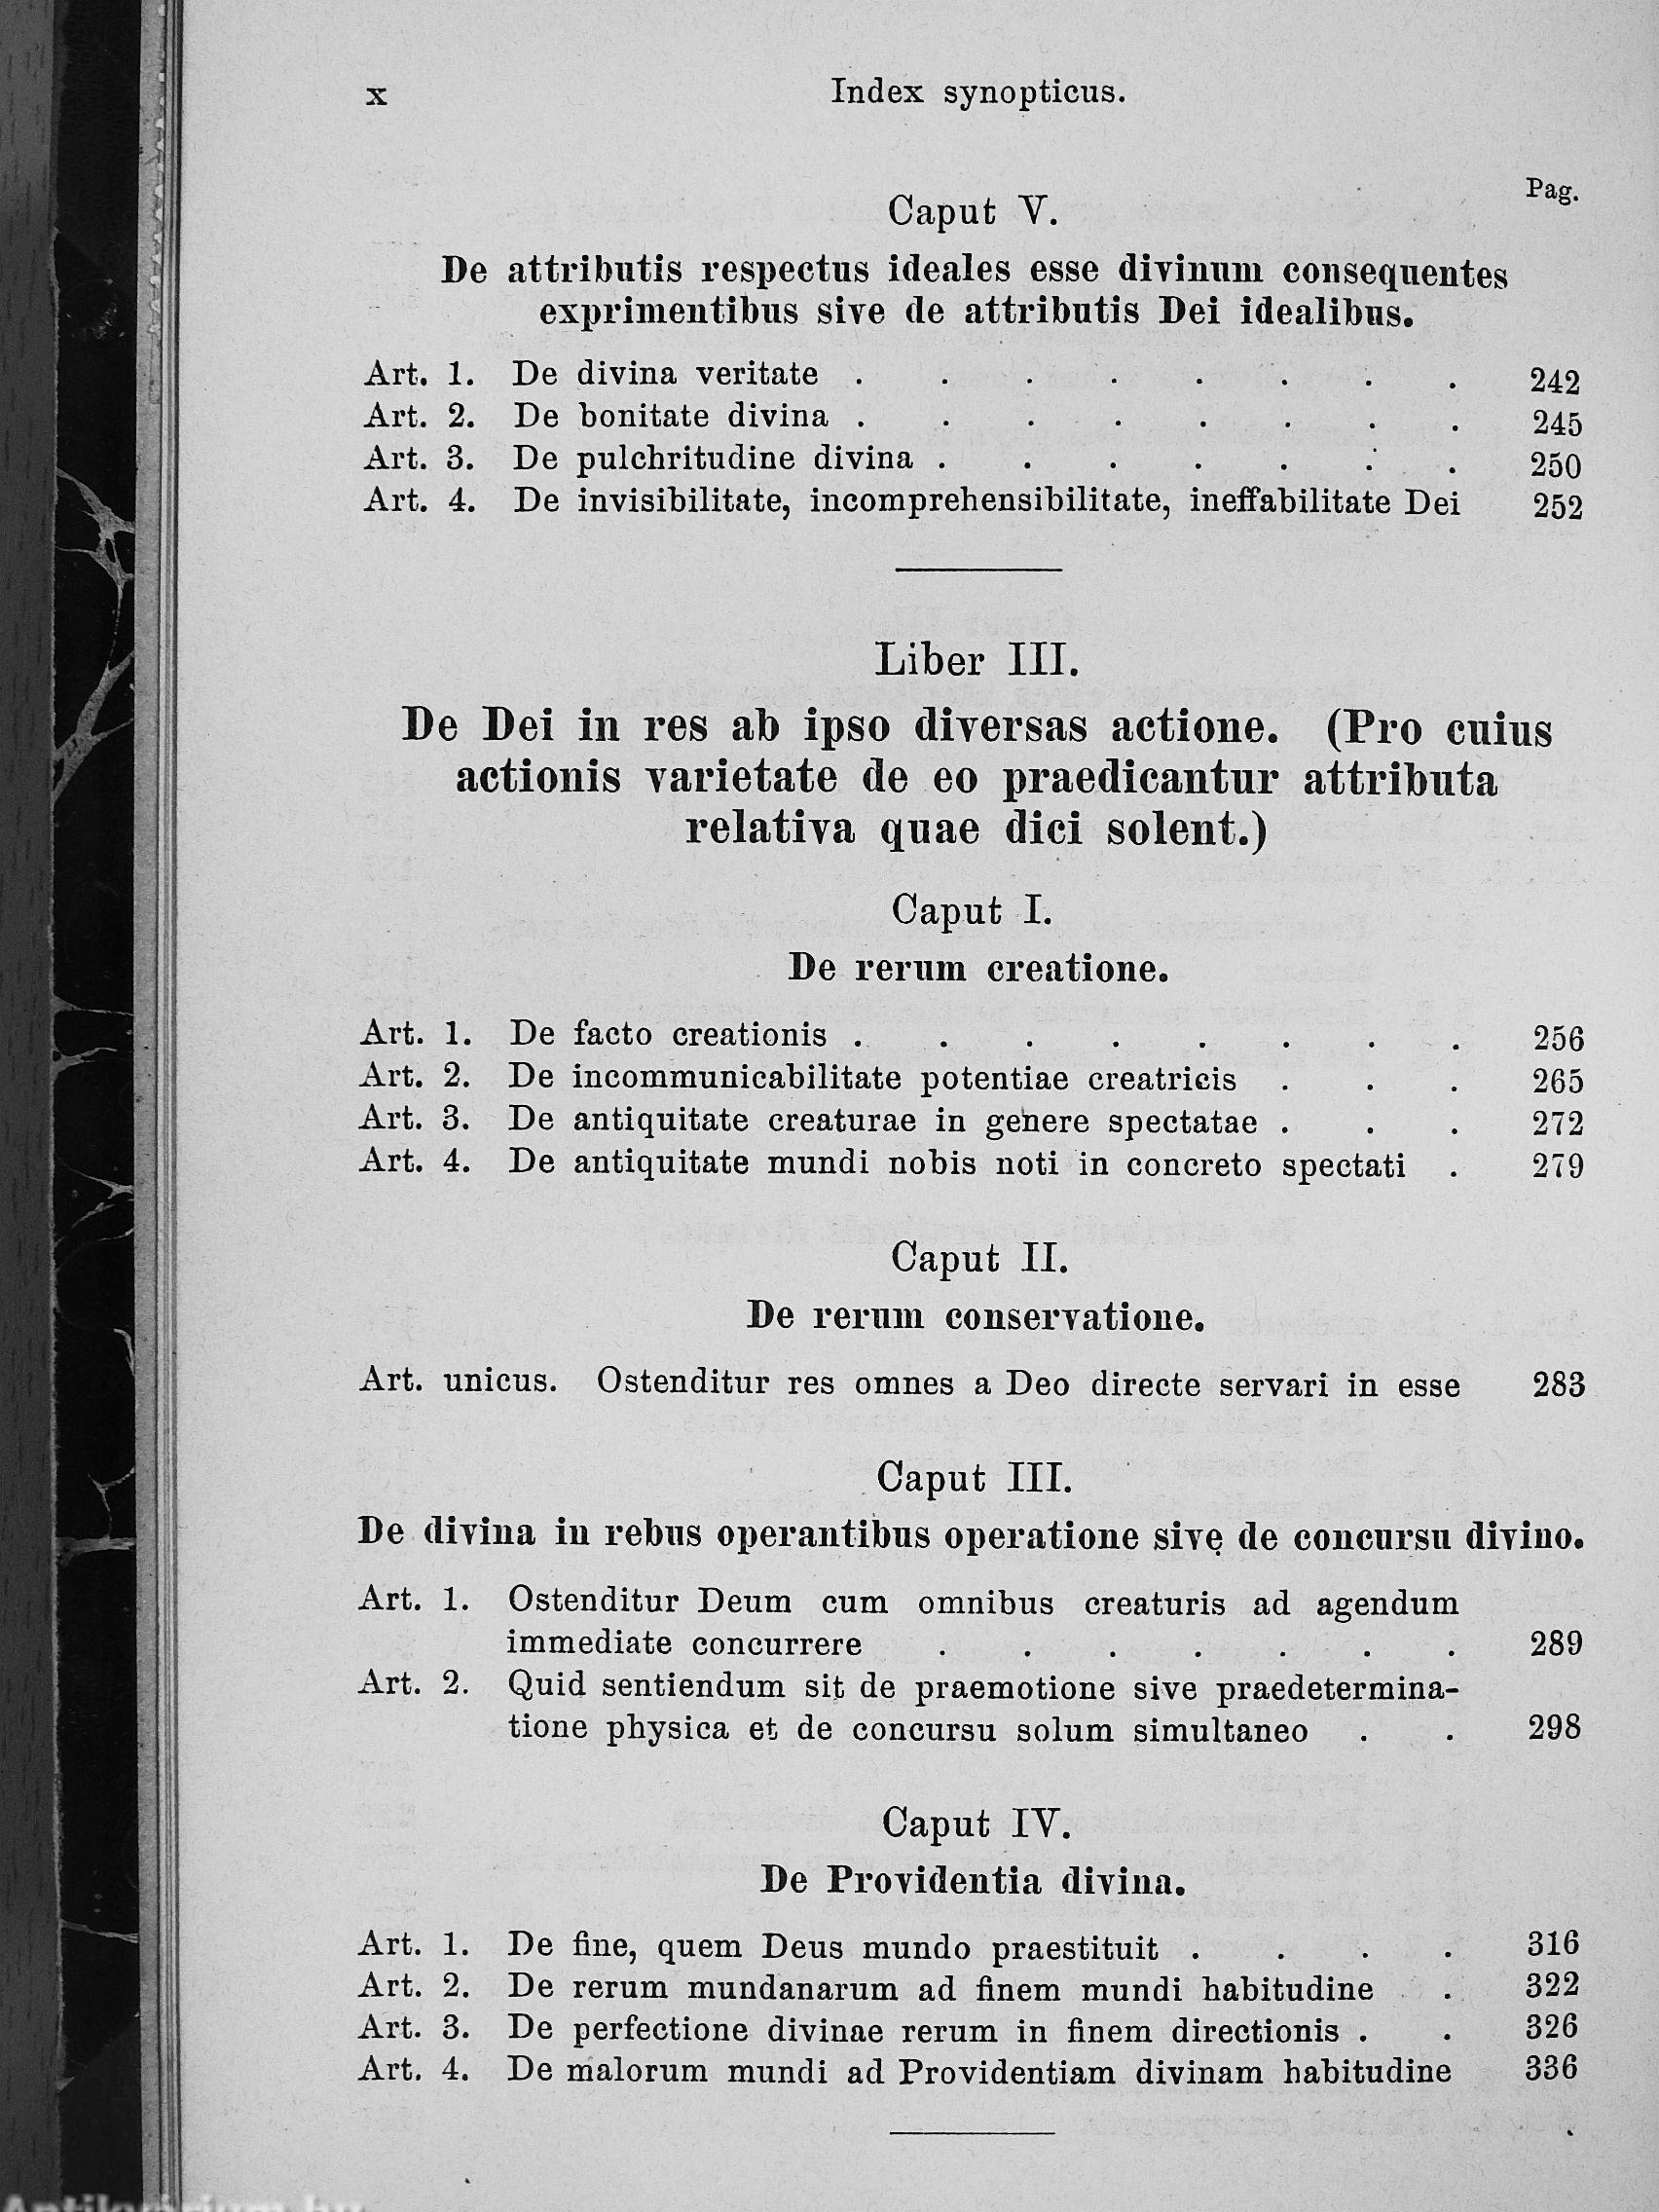 x Index synopticus.
Pag.
Caput V.
De attributis respectus ideales esse divinum consequentes
exprimentibus sive de attributis Dei idealibus.
Art. 1. De divina veritate . . . . . . . . 242
Art. 2. De bonitate divina . . . . . . . . 245
Art. 3. De pulchritudine divina . . . . . . . 250
Art. 4. De invisibilitate, incomprehensibilitate, ineffabilitate Dei 252
Liber III.
De Dei in res ab ipso diversas actione. (Pro cuius
actionis varietate de eo praedicantur attributa
relativa quae dici solent.)
Caput I.
De rerum creatione.
Art. 1. De facto creationis . . . . . . . . 256
Art. 2. De incommunicabilitate potentiae creatricis . . . 265
Art. 3. De antiquitate creaturae in genere spectatae . . . 272
Art. 4. De antiquitate mundi nobis noti in concreto spectati . 279
Caput II.
De rerum conservatione.
Art. unicus. Ostenditur res omnes a Deo directe servari in esse 283
Caput III.
De divina in rebus operantibus operatione sive de concursu divino.
Art. 1. Ostenditur Deum cum omnibus creaturis ad agendum
immediate concurrere . . . . . . . 289
Art. 2. Quid sentiendum sit de praemotione sive praedetermina-
tione physica et de concursu solum simultaneo . . 298
Caput IV.
De Providentia divina.
Art. 1. De fine, quem Deus mundo praestituit . . . . 316
Art. 2. De rerum mundanarum ad finem mundi habitudine . 322
Art. 3. De perfectione divinae rerum in finem directionis . . 326
Art. 4. De malorum mundi ad Providentiam divinam habitudine 336